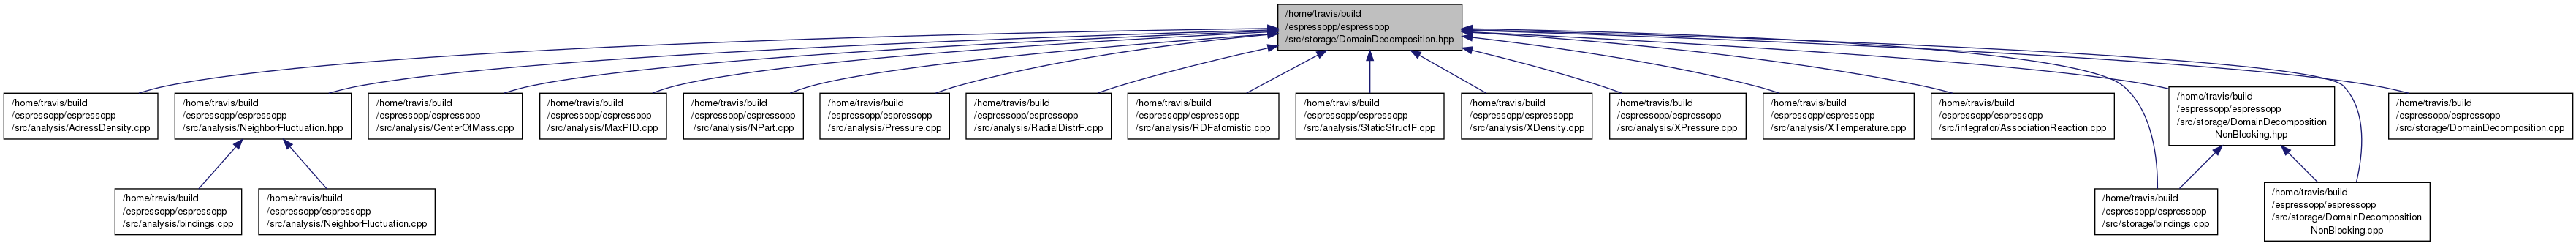 /home/travis/build
/espressopp/espressopp
/src/storage/DomainDecomposition.hpp
/home/travis/build
/espressopp/espressopp
/src/analysis/AdressDensity.cpp
/home/travis/build
/espressopp/espressopp
/src/analysis/NeighborFluctuation.hpp
/home/travis/build
/espressopp/espressopp
/src/analysis/CenterOfMass.cpp
/home/travis/build
/espressopp/espressopp
/src/analysis/MaxPID.cpp
/home/travis/build
/espressopp/espressopp
/src/analysis/NPart.cpp
/home/travis/build
/espressopp/espressopp
/src/analysis/Pressure.cpp
/home/travis/build
/espressopp/espressopp
/src/analysis/RadialDistrF.cpp
/home/travis/build
/espressopp/espressopp
/src/analysis/RDFatomistic.cpp
/home/travis/build
/espressopp/espressopp
/src/analysis/StaticStructF.cpp
/home/travis/build
/espressopp/espressopp
/src/analysis/XDensity.cpp
/home/travis/build
/espressopp/espressopp
/src/analysis/XPressure.cpp
/home/travis/build
/espressopp/espressopp
/src/analysis/XTemperature.cpp
/home/travis/build
/espressopp/espressopp
/src/integrator/AssociationReaction.cpp
/home/travis/build
/espressopp/espressopp
/src/storage/DomainDecomposition
NonBlocking.hpp
/home/travis/build
/espressopp/espressopp
/src/storage/DomainDecomposition.cpp
/home/travis/build
/espressopp/espressopp
/src/analysis/bindings.cpp
/home/travis/build
/espressopp/espressopp
/src/analysis/NeighborFluctuation.cpp
/home/travis/build
/espressopp/espressopp
/src/storage/bindings.cpp
/home/travis/build
/espressopp/espressopp
/src/storage/DomainDecomposition
NonBlocking.cpp